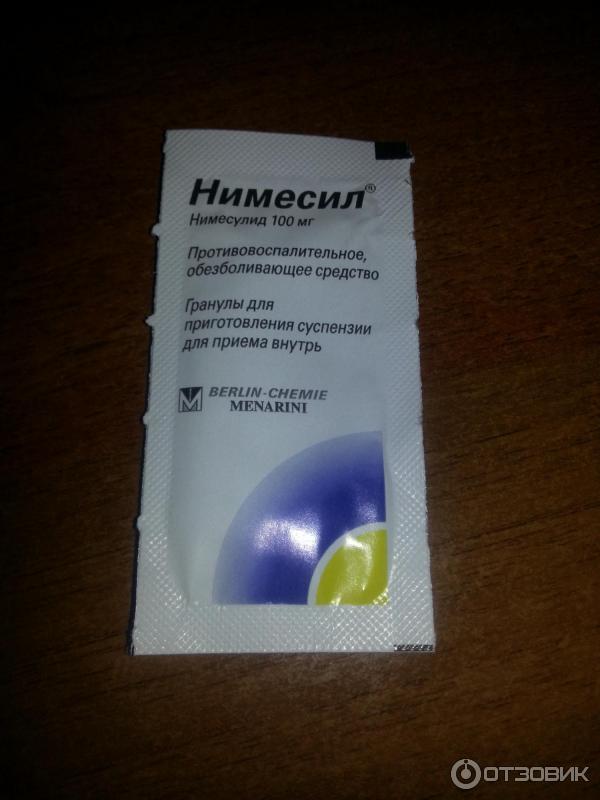 Нимесил®
Нимесулид 100 мг
Противовоспалительное,
обезболивающее средство
Гранулы для
приготовления суспензии
для приема внутрь
BERLIN-CHEMIE
MENARINI
ОТЗОВИК